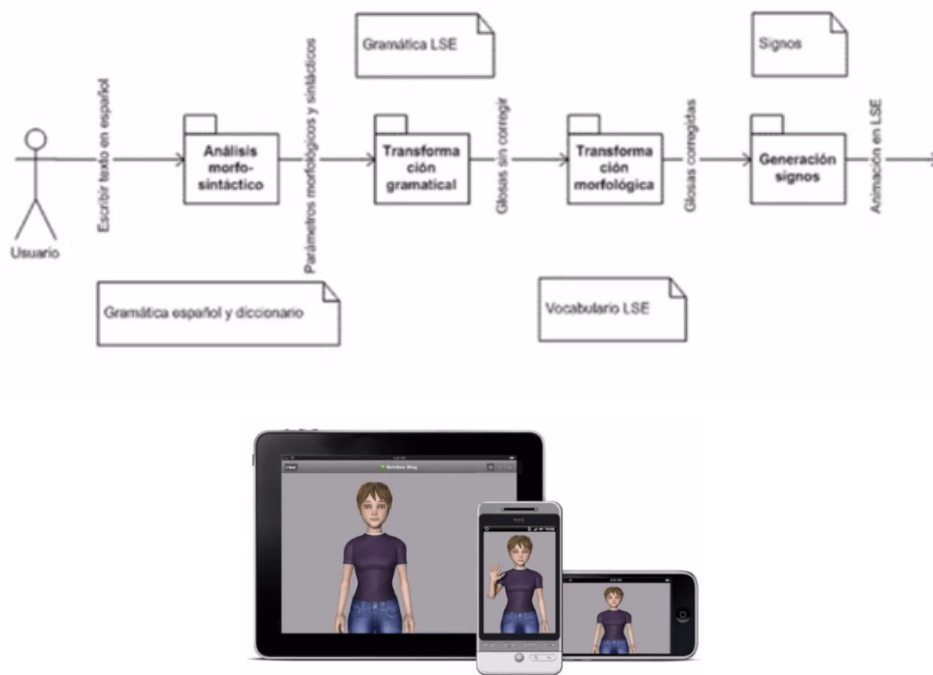 Gramática LSE
Signos
Escribir texto en español
Análisis
morfo-
sintáctico
Parámetros morfológicos y sintácticos
Transforma
ción
gramatical
Glosas sin corregir
Transforma
ción
morfológica
Glosas corregidas
Generación
signos
Animación en LSE
Usuario
Gramática español y diccionario
Vocabulario LSE
htc